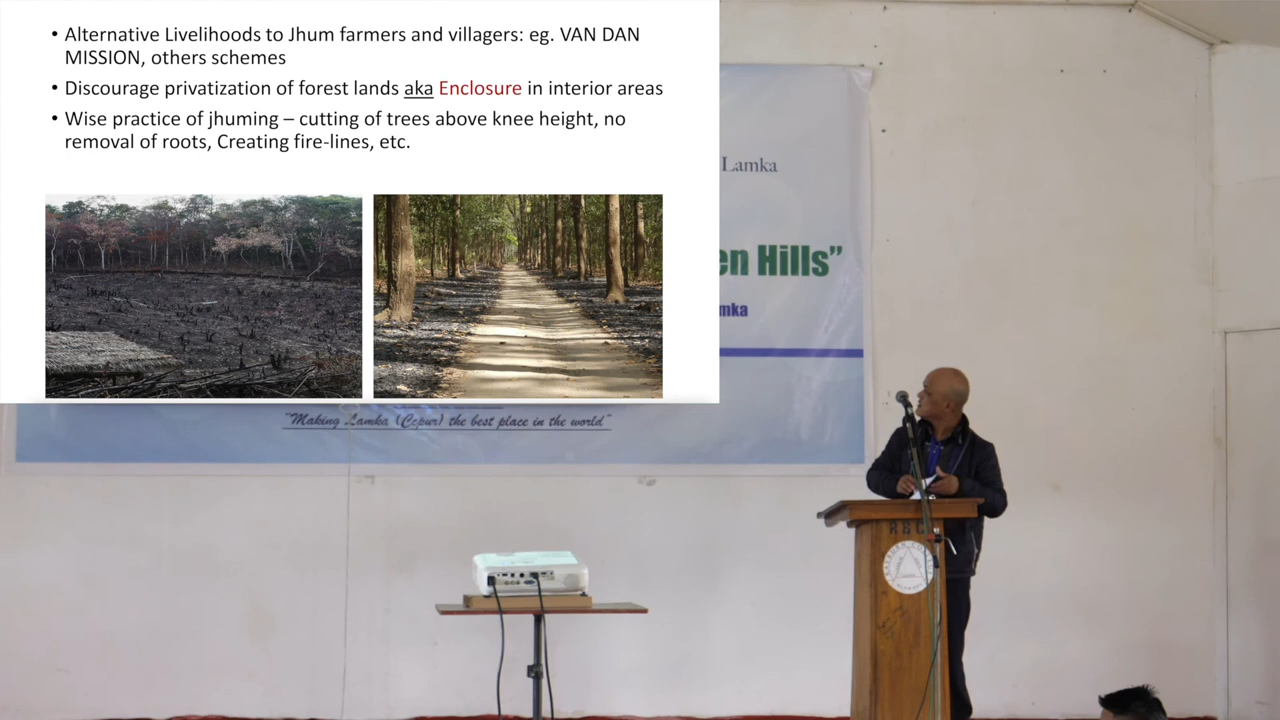 • Alternative Livelihoods to Jhum farmers and villagers: eg. VAN DAN
MISSION, others schemes
• Discourage privatization of forest lands aka Enclosure in interior areas
• Wise practice of jhuming – cutting of trees above knee height, no
removal of roots, Creating fire-lines, etc.
Lamka
en Hills”
mka
"Making Lamka (Ccpur) the best place in the world"
RBC